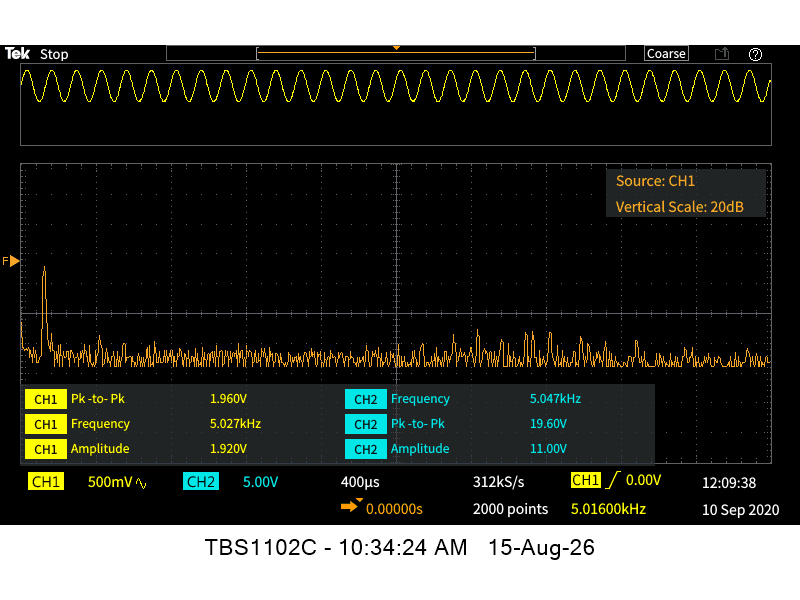 Tek Stop Coarse ?
Source: CH1
Vertical Scale: 20dB
F
CH1 Pk -to- Pk 1.960V CH2 Frequency 5.047kHz
CH1 Frequency 5.027kHz CH2 Pk -to- Pk 19.60V
CH1 Amplitude 1.920V CH2 Amplitude 11.00V
CH1 500mV CH2 5.00V 400µs 312kS/s CH1 0.00V 12:09:38
0.00000s 2000 points 5.01600kHz 10 Sep 2020
TBS1102C - 10:34:24 AM 15-Aug-26